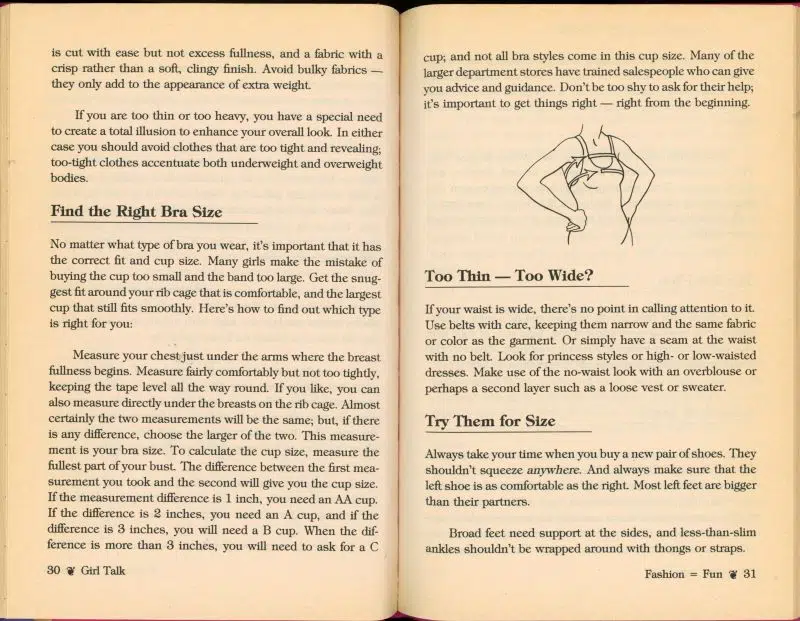 is cut with ease but not excess fullness, and a fabric with a
crisp rather than a soft, clingy finish. Avoid bulky fabrics —
they only add to the appearance of extra weight.
If you are too thin or too heavy, you have a special need
to create a total illusion to enhance your overall look. In either
case you should avoid clothes that are too tight and revealing;
too-tight clothes accentuate both underweight and overweight
bodies.
Find the Right Bra Size
No matter what type of bra you wear, it's important that it has
the correct fit and cup size. Many girls make the mistake of
buying the cup too small and the band too large. Get the snug-
gest fit around your rib cage that is comfortable, and the largest
cup that still fits smoothly. Here's how to find out which type
is right for you:
Measure your chest just under the arms where the breast
fullness begins. Measure fairly comfortably but not too tightly,
keeping the tape level all the way round. If you like, you can
also measure directly under the breasts on the rib cage. Almost
certainly the two measurements will be the same; but, if there
is any difference, choose the larger of the two. This measure-
ment is your bra size. To calculate the cup size, measure the
fullest part of your bust. The difference between the first mea-
surement you took and the second will give you the cup size.
If the measurement difference is 1 inch, you need an AA cup.
If the difference is 2 inches, you need an A cup, and if the
difference is 3 inches, you will need a B cup. When the dif-
ference is more than 3 inches, you will need to ask for a C
30 ❦ Girl Talk
cup; and not all bra styles come in this cup size. Many of the
larger department stores have trained salespeople who can give
you advice and guidance. Don't be too shy to ask for their help;
it's important to get things right — right from the beginning.
Too Thin — Too Wide?
If your waist is wide, there's no point in calling attention to it.
Use belts with care, keeping them narrow and the same fabric
or color as the garment. Or simply have a seam at the waist
with no belt. Look for princess styles or high- or low-waisted
dresses. Make use of the no-waist look with an overblouse or
perhaps a second layer such as a loose vest or sweater.
Try Them for Size
Always take your time when you buy a new pair of shoes. They
shouldn't squeeze anywhere. And always make sure that the
left shoe is as comfortable as the right. Most left feet are bigger
than their partners.
Broad feet need support at the sides, and less-than-slim
ankles shouldn't be wrapped around with thongs or straps.
Fashion = Fun ❦ 31